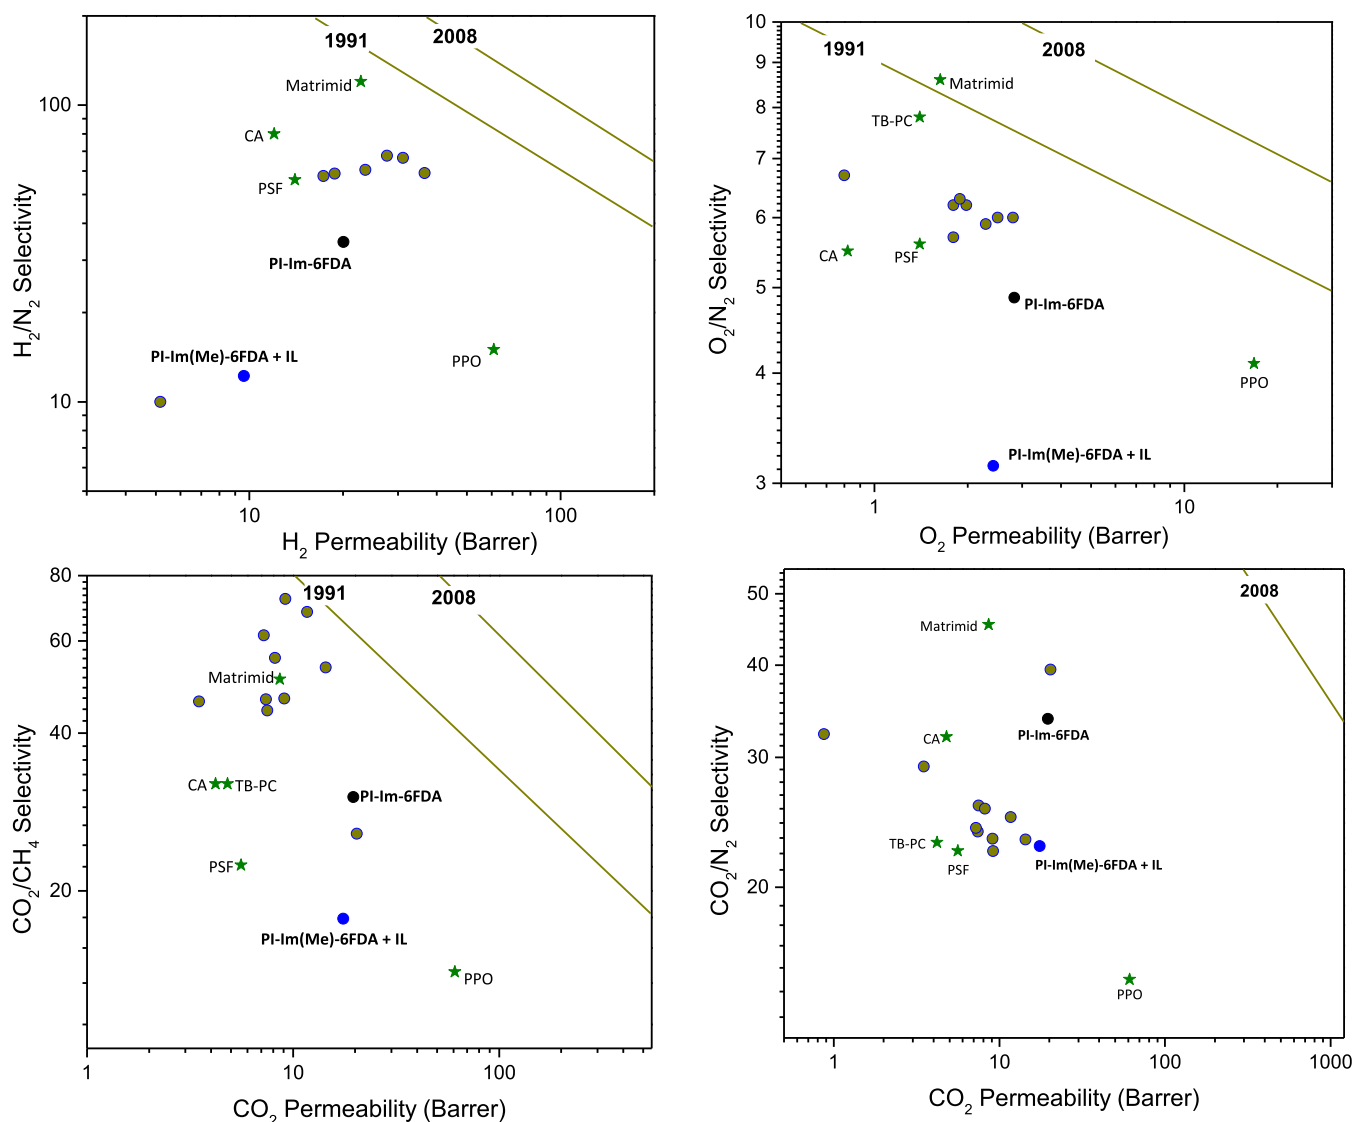 1991
2008
Matrimid
100
CA
PSF
PI-Im-6FDA
PI-Im(Me)-6FDA + IL
PPO
10
H2/N2 Selectivity
10
100
H2 Permeability (Barrer)
10
1991
2008
9
Matrimid
8
TB-PC
7
6
CA
PSF
5
PI-Im-6FDA
4
PPO
PI-Im(Me)-6FDA + IL
3
O2/N2 Selectivity
1
10
O2 Permeability (Barrer)
80
1991
2008
60
Matrimid
40
CA
TB-PC
PI-Im-6FDA
PSF
20
PI-Im(Me)-6FDA + IL
PPO
CO2/CH4 Selectivity
1
10
100
CO2 Permeability (Barrer)
50
2008
Matrimid
40
PI-Im-6FDA
CA
30
TB-PC
PSF
PI-Im(Me)-6FDA + IL
20
PPO
CO2/N2 Selectivity
1
10
100
1000
CO2 Permeability (Barrer)